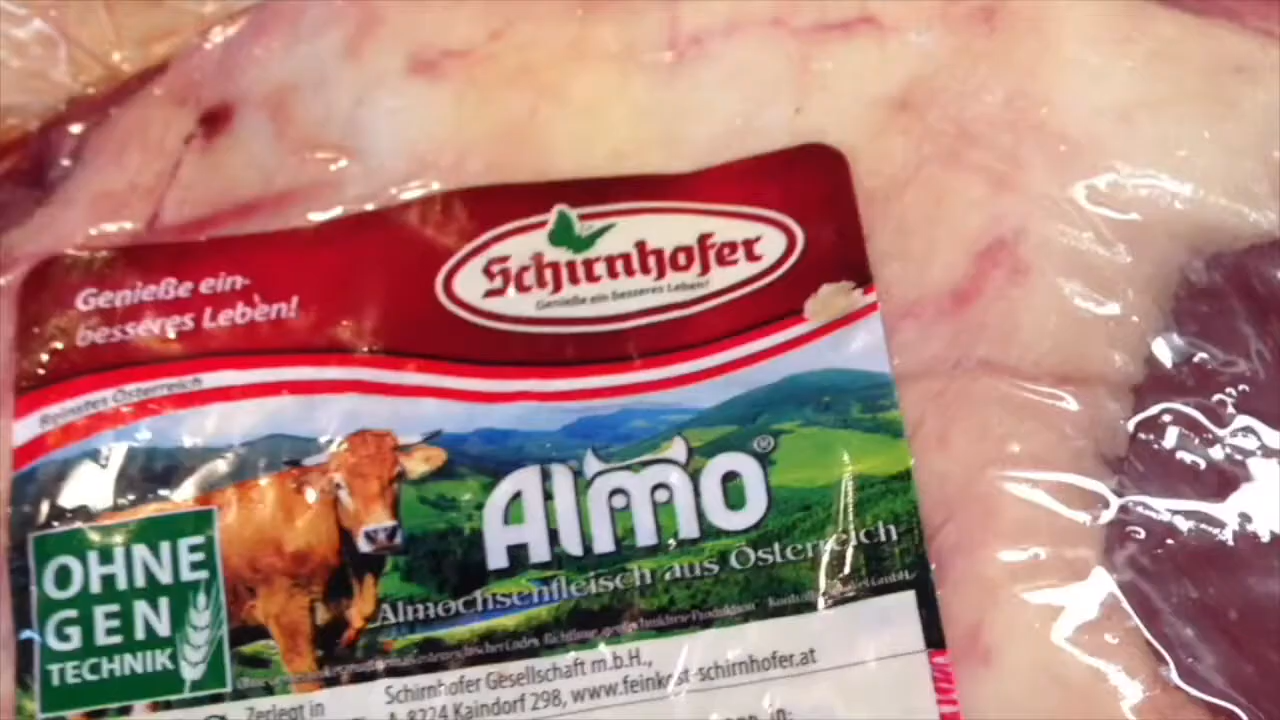 Schirnhofer
Genieße ein besseres Leben!
Genieße ein
besseres Leben!
Reinstes Österreich
Almo®
Almochsenfleisch aus Österreich
OHNE
GEN
TECHNIK
Schirnhofer Gesellschaft m.b.H.,
A-8224 Kaindorf 298, www.feinkost-schirnhofer.at
Zerlegt in